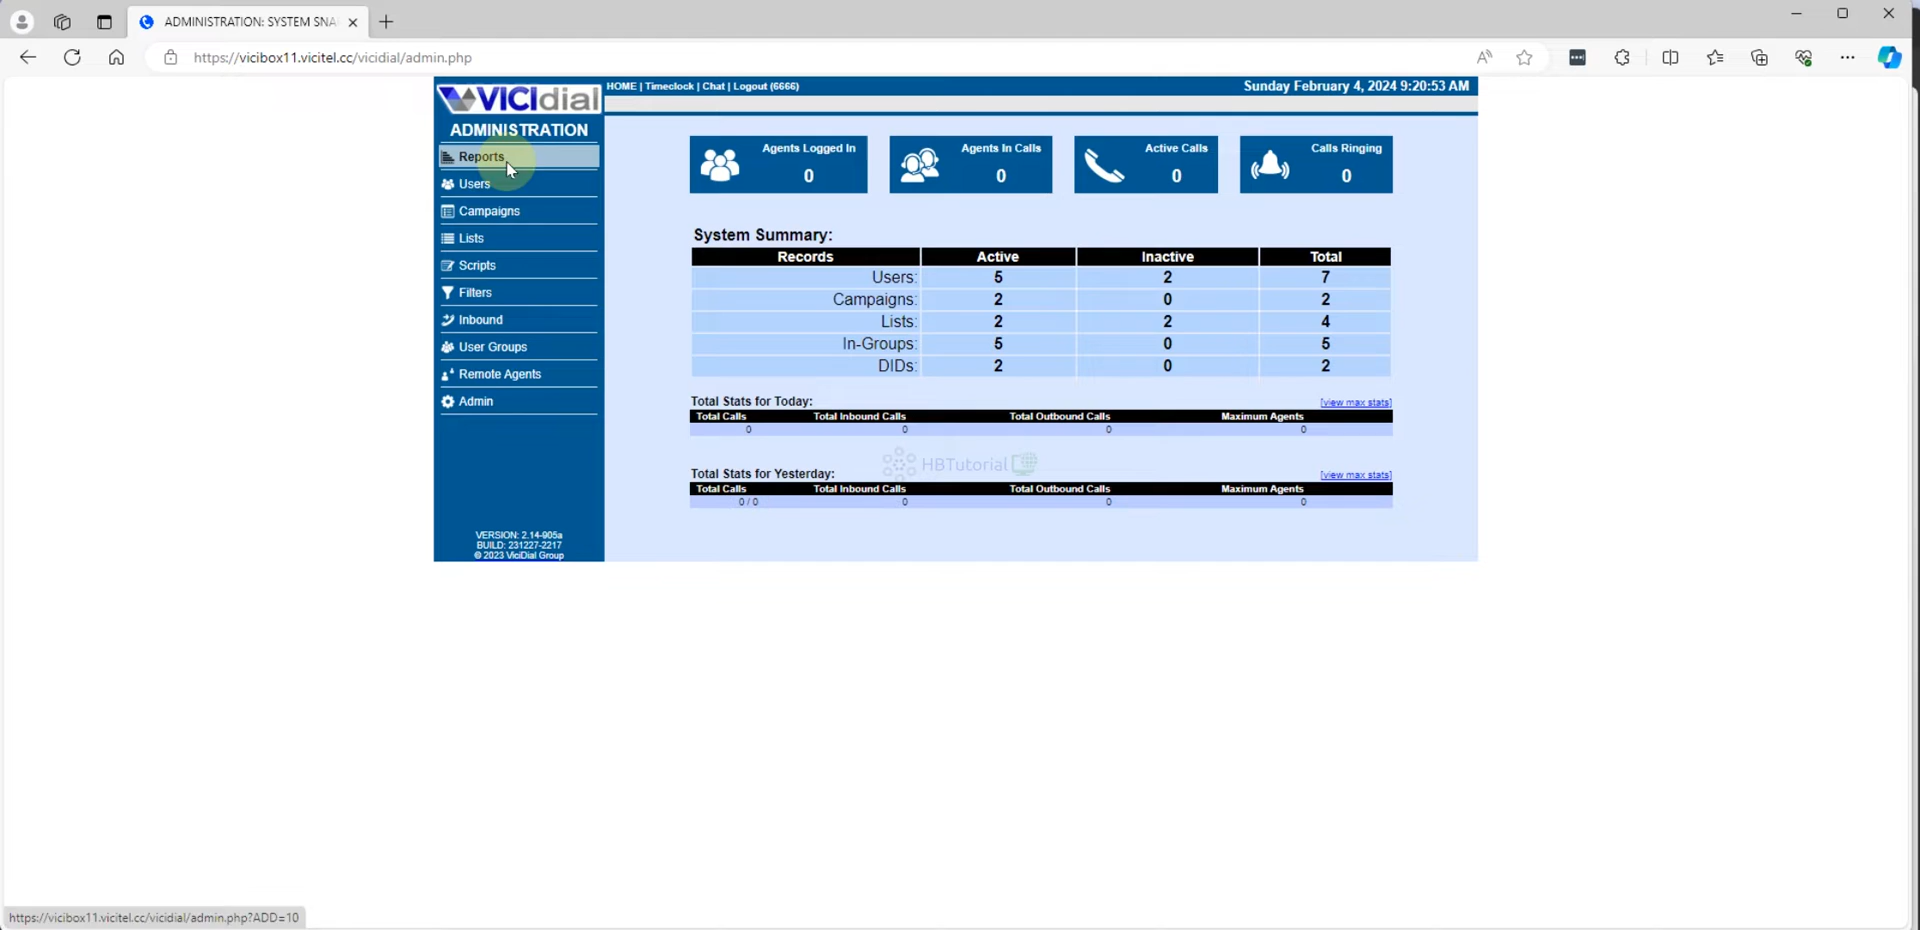 ADMINISTRATION: SYSTEM SNA
https://vicibox11.vicitel.cc/vicidial/admin.php
VICIdial
HOME | Timeclock | Chat | Logout (6666)
Sunday February 4, 2024 9:20:53 AM
ADMINISTRATION
Reports
Users
Campaigns
Lists
Scripts
Filters
Inbound
User Groups
Remote Agents
Admin
VERSION: 2.14-905a
BUILD: 231227-2217
© 2023 ViciDial Group
Agents Logged In
0
Agents In Calls
0
Active Calls
0
Calls Ringing
0
System Summary:
Records Active Inactive Total
Users: 5 2 7
Campaigns: 2 0 2
Lists: 2 2 4
In-Groups: 5 0 5
DIDs: 2 0 2
Total Stats for Today: [view max stats]
Total Calls Total Inbound Calls Total Outbound Calls Maximum Agents
0 0 0 0
HBTutorial
Total Stats for Yesterday: [view max stats]
Total Calls Total Inbound Calls Total Outbound Calls Maximum Agents
0 / 0 0 0 0
https://vicibox11.vicitel.cc/vicidial/admin.php?ADD=10